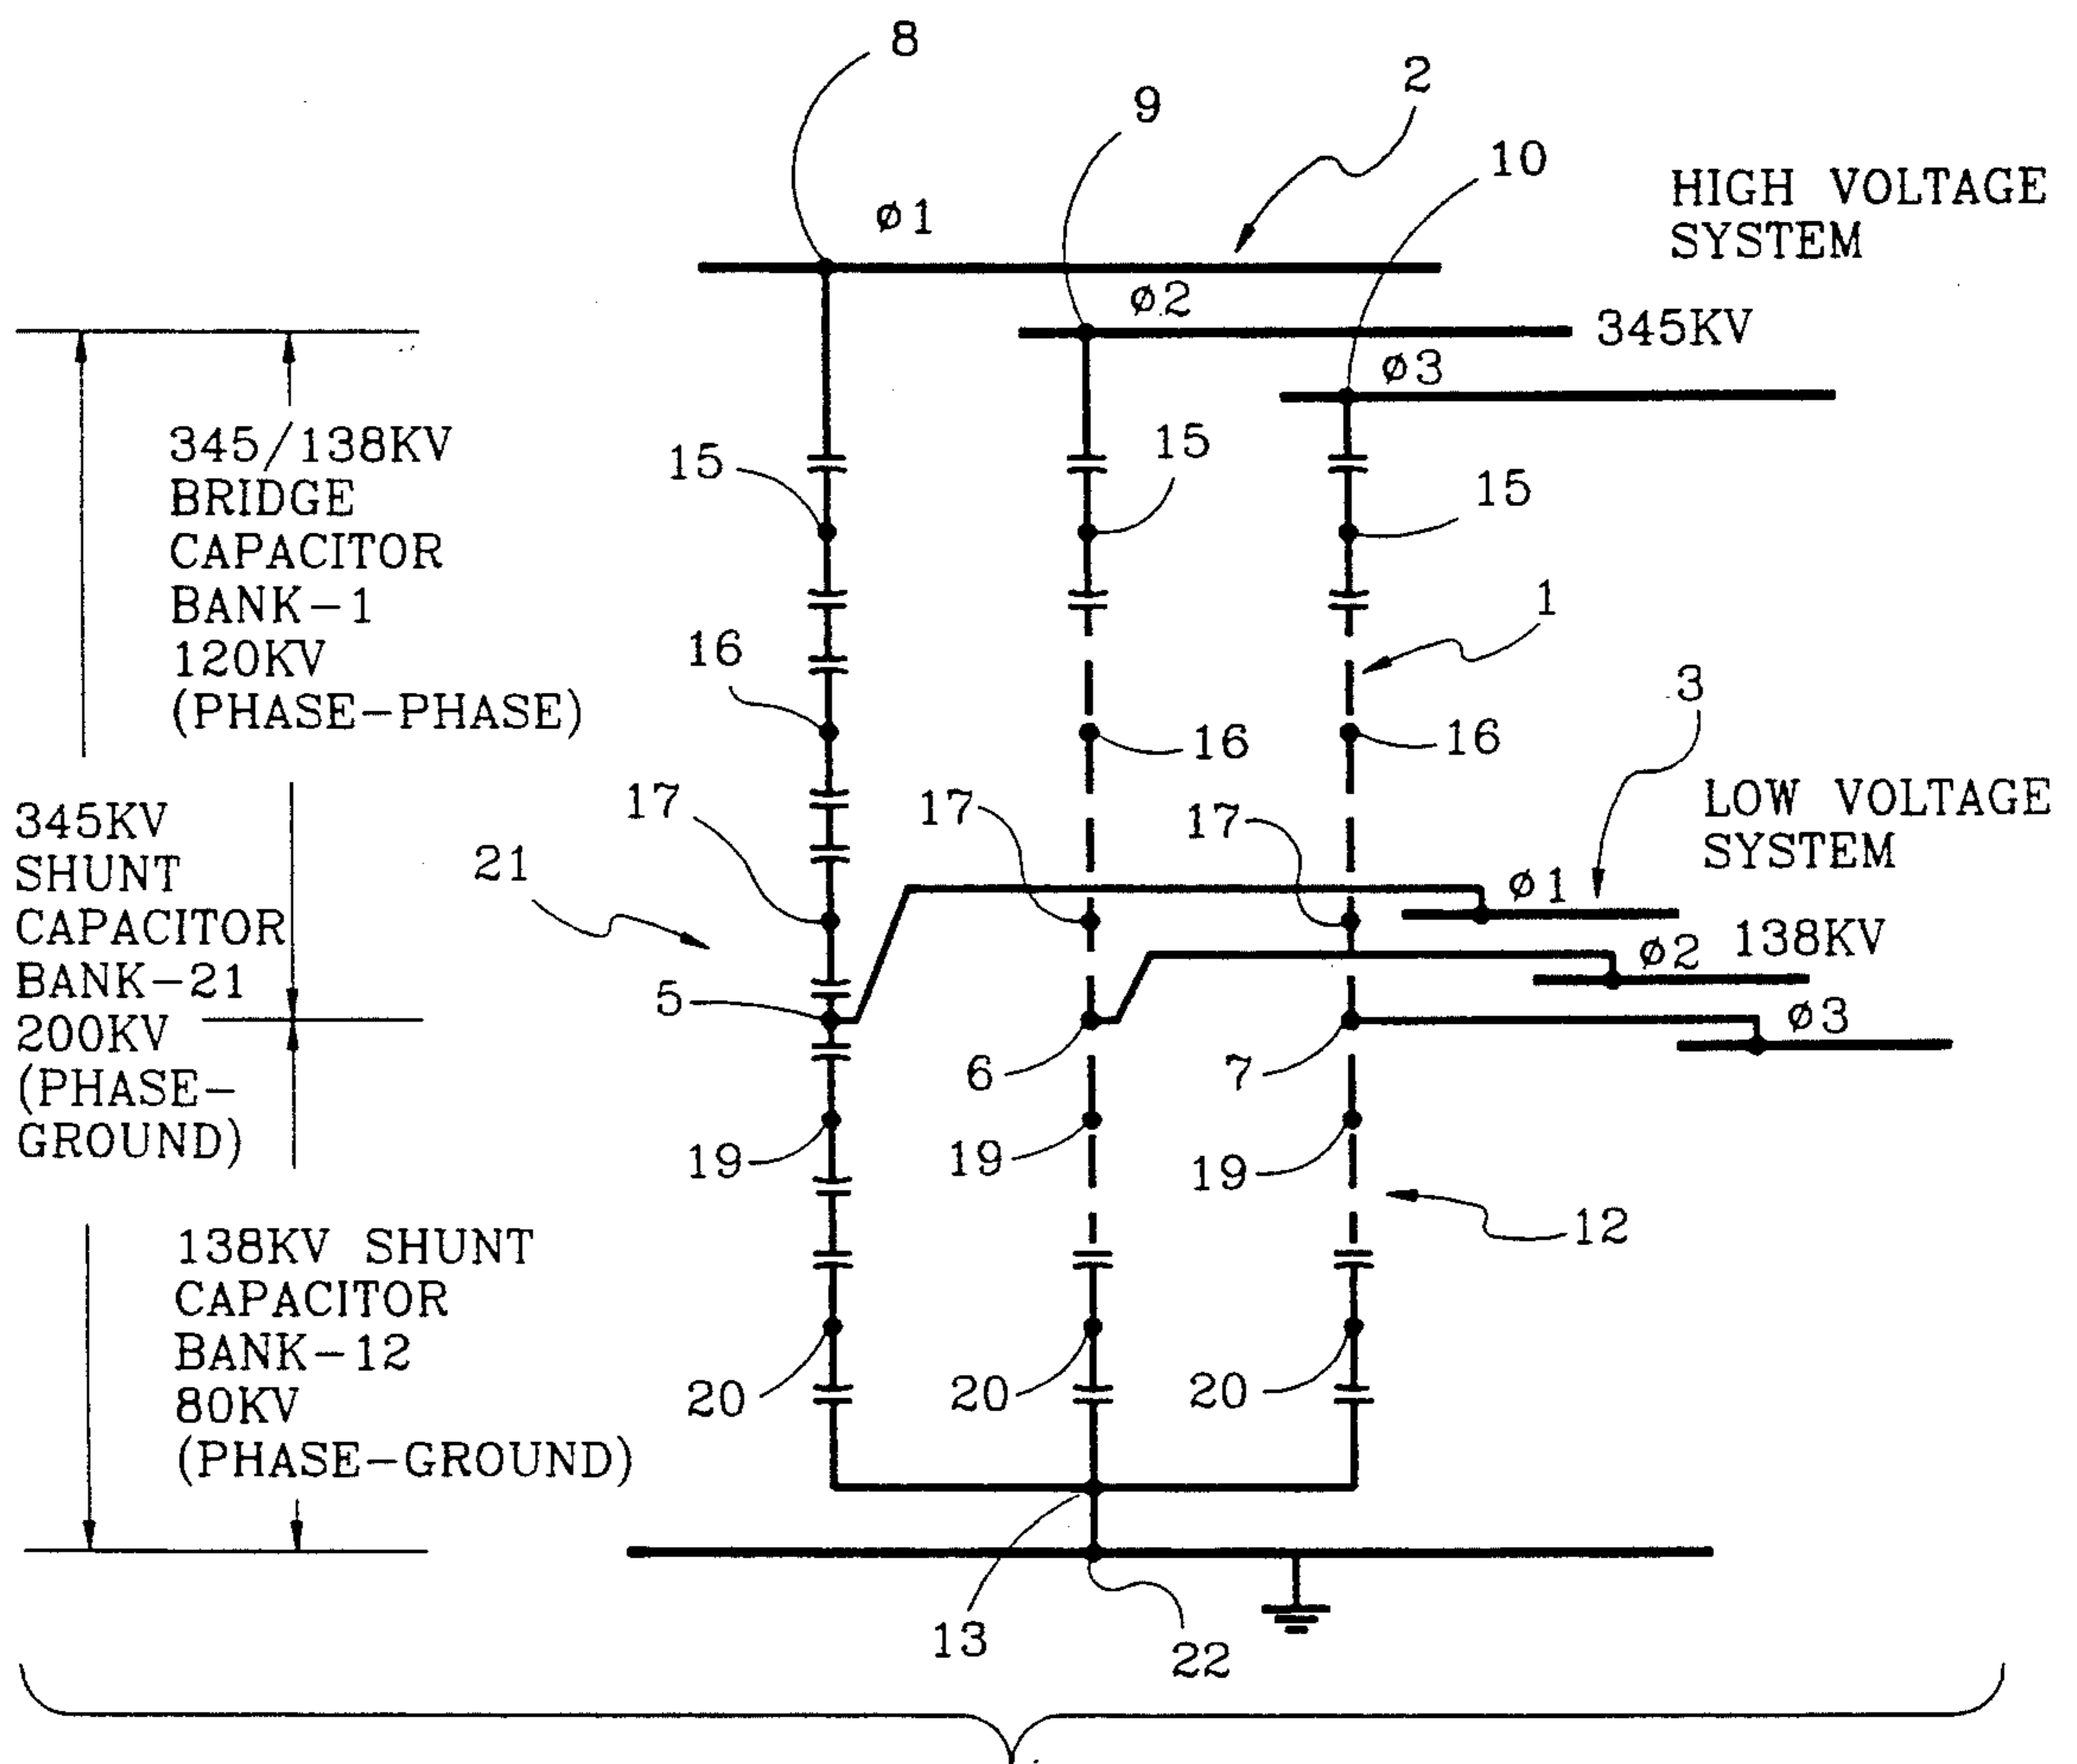 8
2
9
10
HIGH VOLTAGE
SYSTEM
ø1
ø2
345KV
ø3
345/138KV
BRIDGE
CAPACITOR
BANK-1
120KV
(PHASE-PHASE)
15
15
15
1
16
16
16
3
LOW VOLTAGE
SYSTEM
345KV
SHUNT
CAPACITOR
BANK-21
200KV
(PHASE-
GROUND)
17
17
17
21
ø1
138KV
ø2
ø3
5
6
7
19
19
19
12
138KV SHUNT
CAPACITOR
BANK-12
80KV
(PHASE-GROUND)
20
20
20
13
22